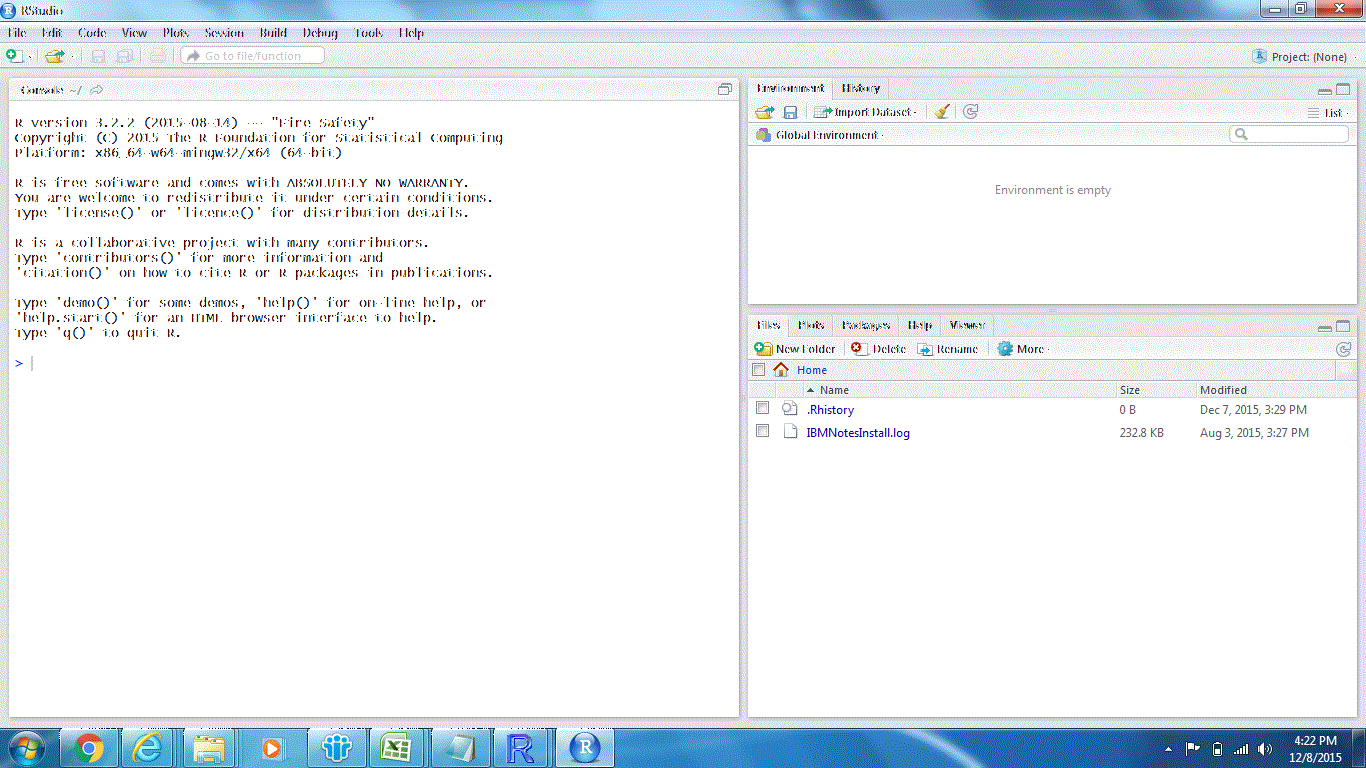 RStudio
File Edit Code View Plots Session Build Debug Tools Help
Go to file/function
Project: (None)
Console ~/
R version 3.2.2 (2015-08-14) -- "Fire Safety"
Copyright (C) 2015 The R Foundation for Statistical Computing
Platform: x86_64-w64-mingw32/x64 (64-bit)
R is free software and comes with ABSOLUTELY NO WARRANTY.
You are welcome to redistribute it under certain conditions.
Type 'license()' or 'licence()' for distribution details.
R is a collaborative project with many contributors.
Type 'contributors()' for more information and
'citation()' on how to cite R or R packages in publications.
Type 'demo()' for some demos, 'help()' for on-line help, or
'help.start()' for an HTML browser interface to help.
Type 'q()' to quit R.
>
Environment History
Import Dataset
List
Global Environment
Environment is empty
Files Plots Packages Help Viewer
New Folder Delete Rename More
Home
Name Size Modified
.Rhistory 0 B Dec 7, 2015, 3:29 PM
IBMNotesInstall.log 232.8 KB Aug 3, 2015, 3:27 PM
4:22 PM
12/8/2015